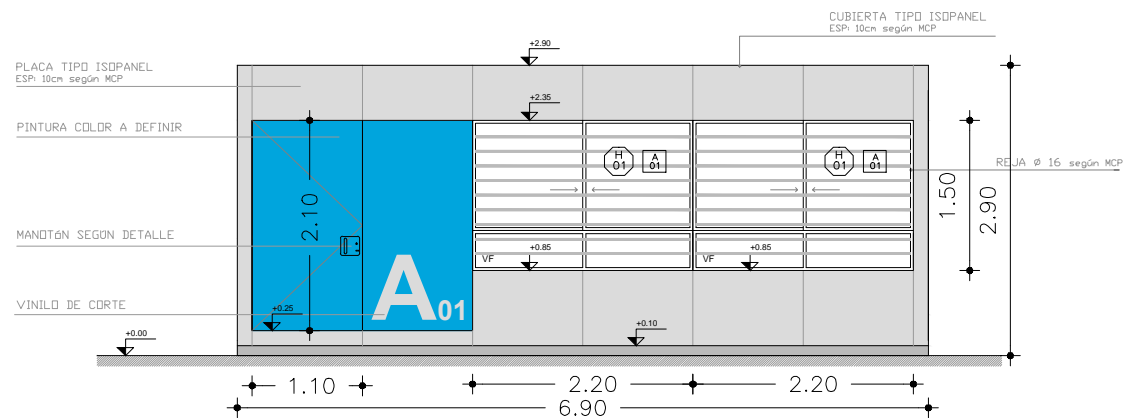 CUBIERTA TIPO ISOPANEL
ESP: 10cm según MCP
+2.90
PLACA TIPO ISOPANEL
ESP: 10cm según MCP
+2.35
PINTURA COLOR A DEFINIR
H
01
A
01
H
01
A
01
REJA Ø 16 según MCP
2.10
1.50
2.90
MANOTóN SEGÚN DETALLE
+0.85
VF
+0.85
VF
A01
VINILO DE CORTE
+0.25
+0.00
+0.10
1.10
2.20
2.20
6.90